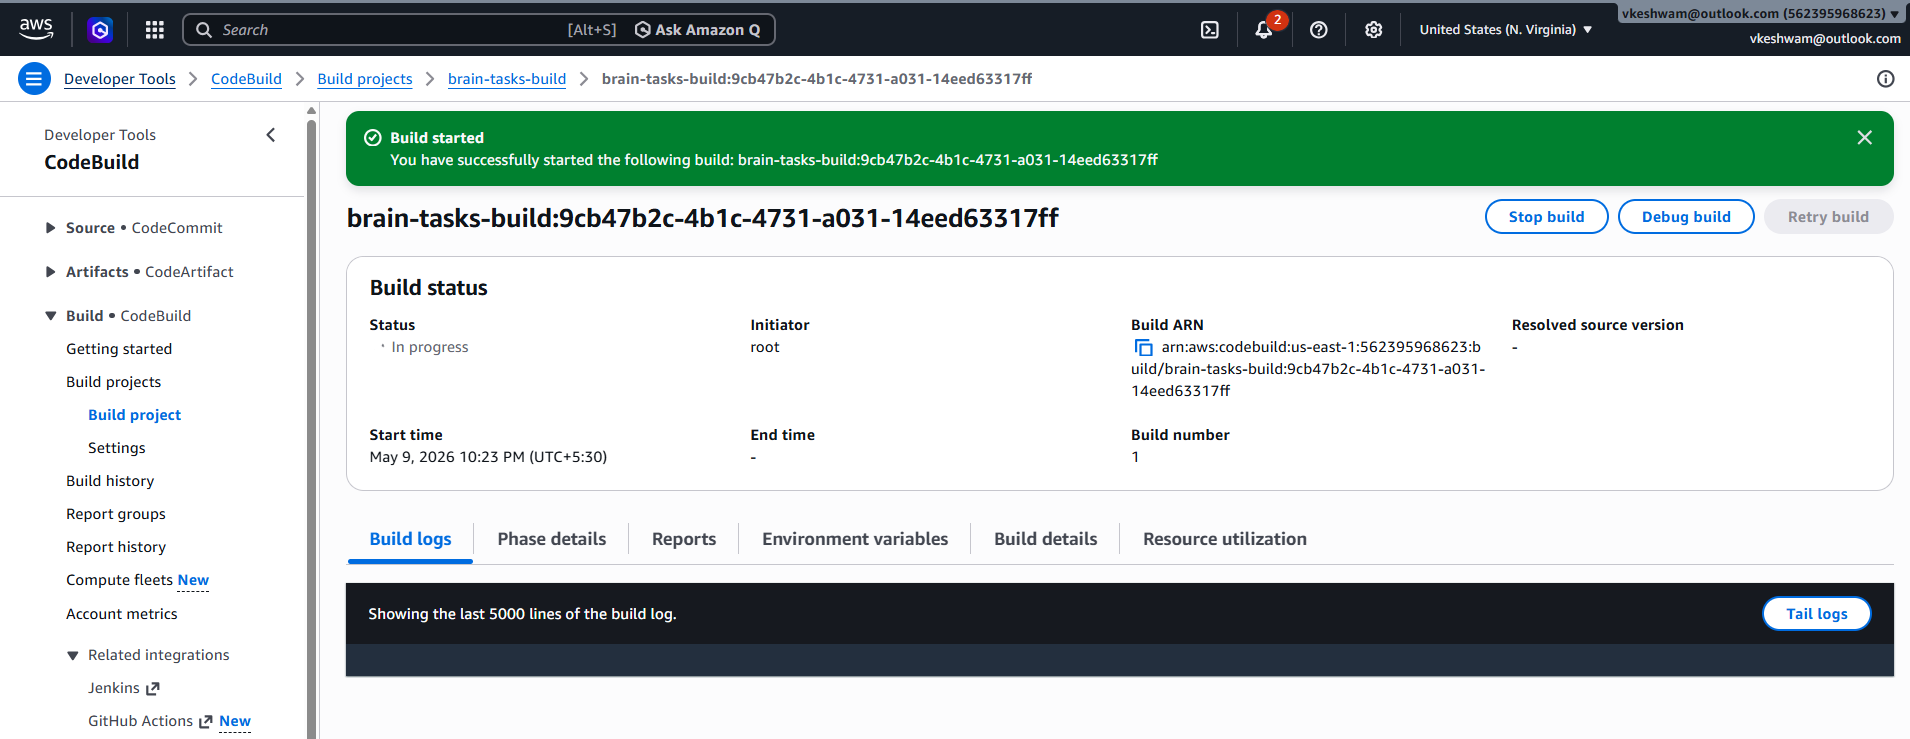 aws
Search [Alt+S] Ask Amazon Q
2
United States (N. Virginia)
vkeshwam@outlook.com (562395968623)
vkeshwam@outlook.com
Developer Tools
CodeBuild
Build projects
brain-tasks-build
brain-tasks-build:9cb47b2c-4b1c-4731-a031-14eed63317ff
Developer Tools
CodeBuild
Source • CodeCommit
Artifacts • CodeArtifact
Build • CodeBuild
Getting started
Build projects
Build project
Settings
Build history
Report groups
Report history
Compute fleets New
Account metrics
Related integrations
Jenkins
GitHub Actions New
Build started
You have successfully started the following build: brain-tasks-build:9cb47b2c-4b1c-4731-a031-14eed63317ff
brain-tasks-build:9cb47b2c-4b1c-4731-a031-14eed63317ff
Stop build
Debug build
Retry build
Build status
Status
In progress
Initiator
root
Build ARN
arn:aws:codebuild:us-east-1:562395968623:b
uild/brain-tasks-build:9cb47b2c-4b1c-4731-a031-
14eed63317ff
Resolved source version
-
Start time
May 9, 2026 10:23 PM (UTC+5:30)
End time
-
Build number
1
Build logs
Phase details
Reports
Environment variables
Build details
Resource utilization
Showing the last 5000 lines of the build log.
Tail logs